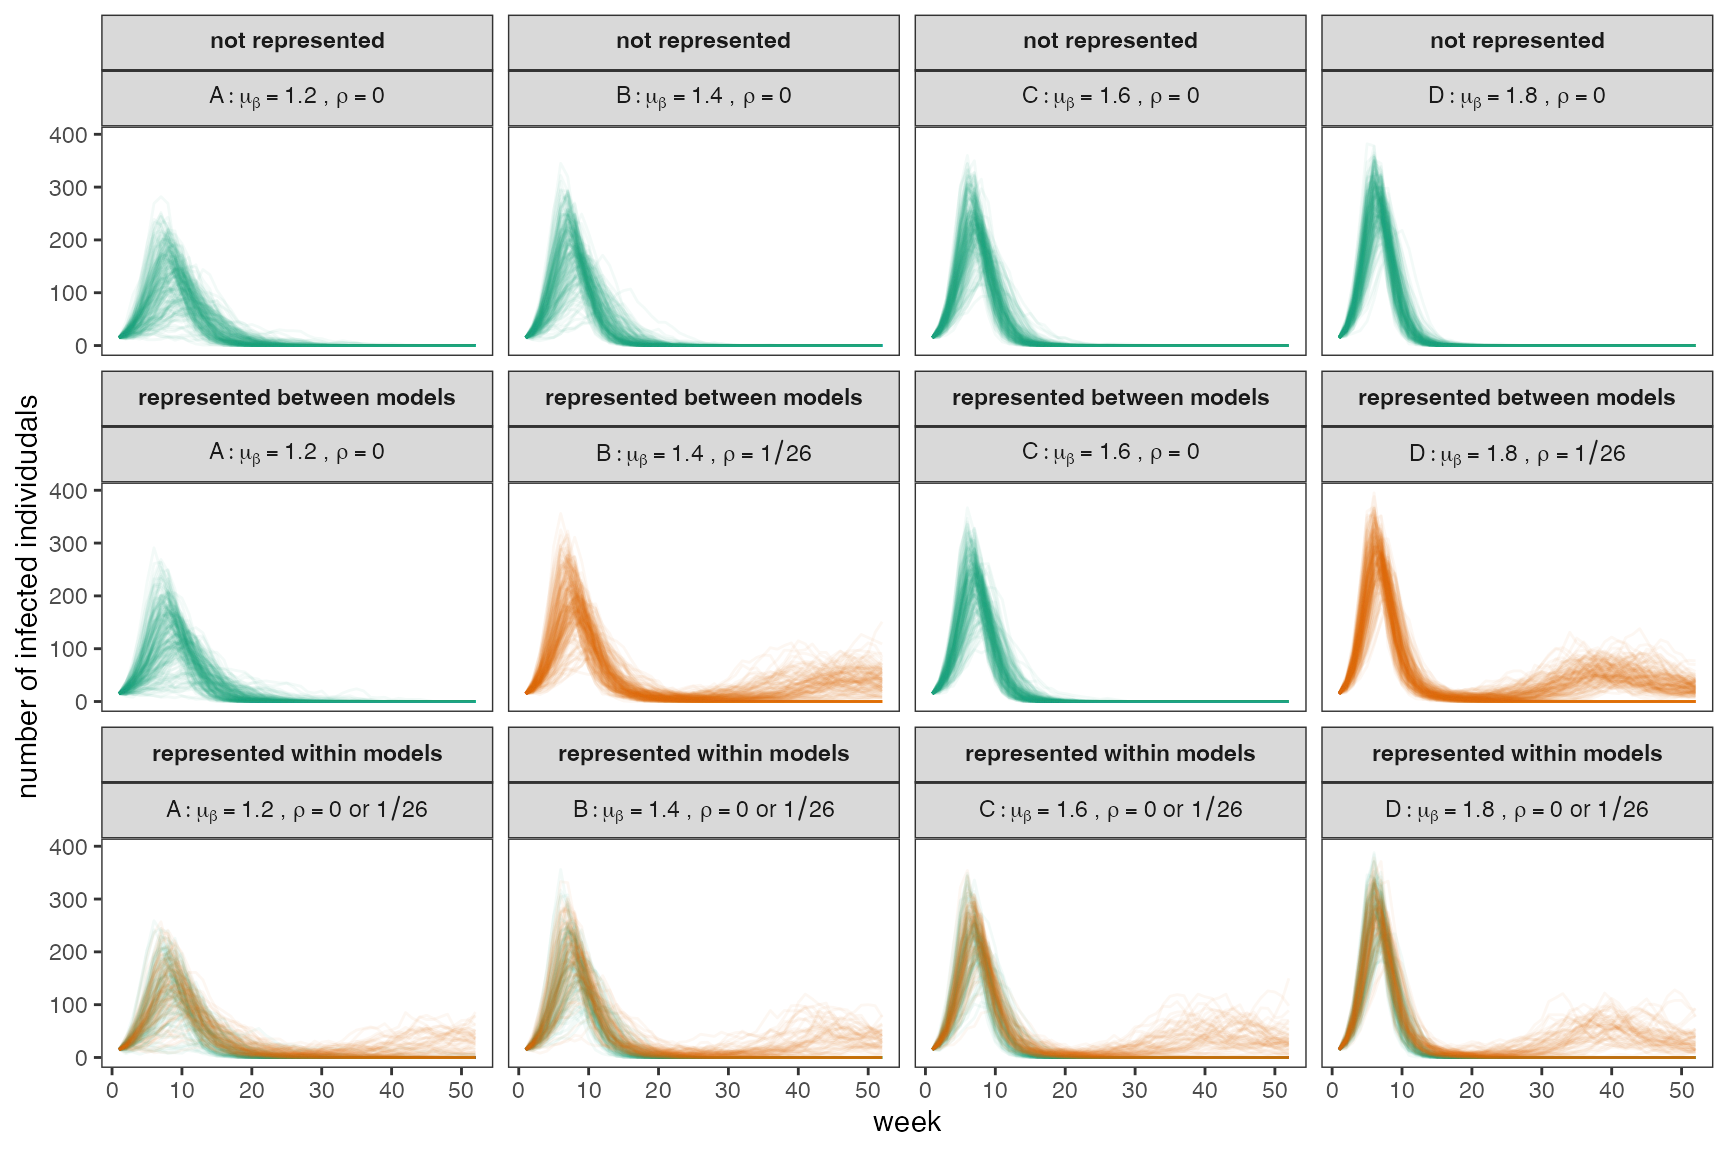 not represented
not represented
not represented
not represented
A : μβ = 1.2 , ρ = 0
B : μβ = 1.4 , ρ = 0
C : μβ = 1.6 , ρ = 0
D : μβ = 1.8 , ρ = 0
400
300
200
100
0
represented between models
represented between models
represented between models
represented between models
A : μβ = 1.2 , ρ = 0
B : μβ = 1.4 , ρ = 1/26
C : μβ = 1.6 , ρ = 0
D : μβ = 1.8 , ρ = 1/26
400
300
200
100
0
number of infected individudals
represented within models
represented within models
represented within models
represented within models
A : μβ = 1.2 , ρ = 0 or 1/26
B : μβ = 1.4 , ρ = 0 or 1/26
C : μβ = 1.6 , ρ = 0 or 1/26
D : μβ = 1.8 , ρ = 0 or 1/26
400
300
200
100
0
0 10 20 30 40 50
0 10 20 30 40 50
0 10 20 30 40 50
0 10 20 30 40 50
week